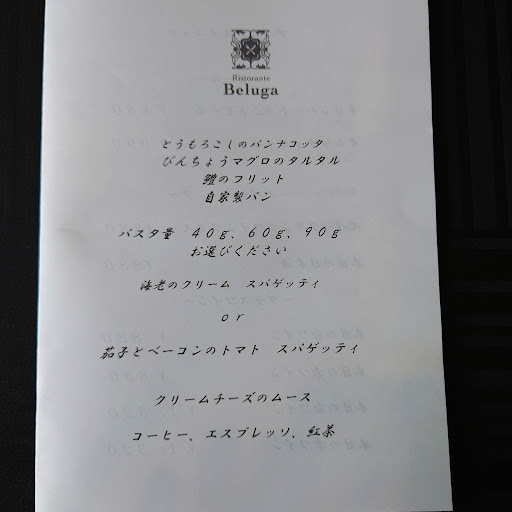 Ristorante
Beluga
とうもろこしのパンナコッタ
びんちょうマグロのタルタル
鱧のフリット
自家製パン
パスタ量 40g、60g、90g
お選びください
海老のクリーム スパゲッティ
or
茄子とベーコンのトマト スパゲッティ
クリームチーズのムース
コーヒー、エスプレッソ、紅茶